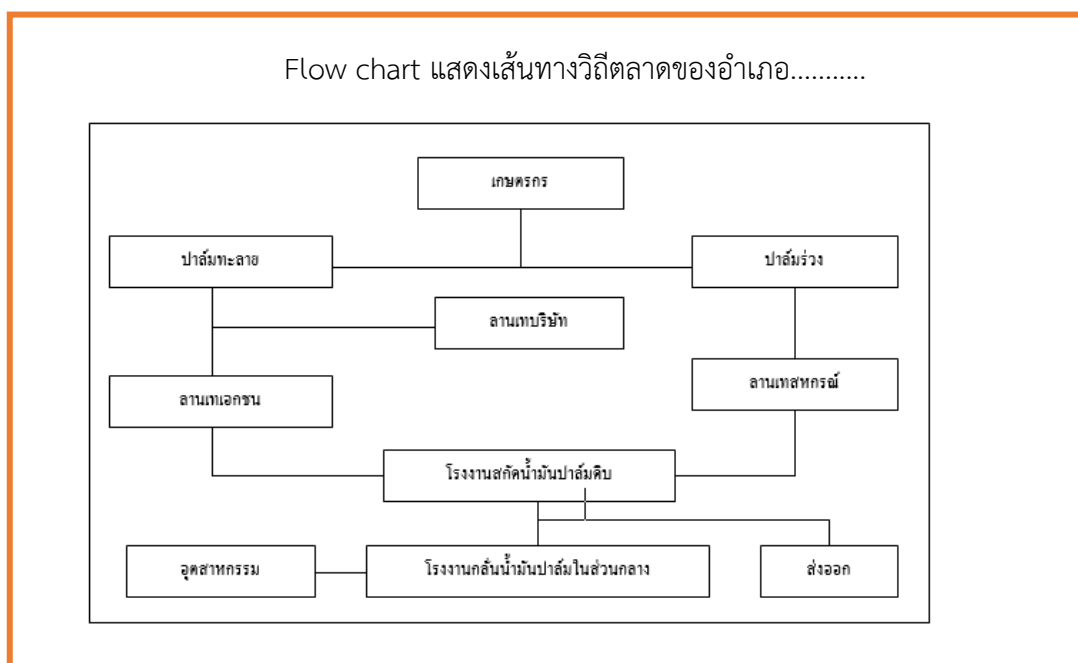 Flow chart แสดงเส้นทางวิถีตลาดของอำเภอ...........
เกษตรกร
ปาล์มทะลาย
ปาล์มร่วง
ลานเทบริษัท
ลานเทเอกชน
ลานเทสหกรณ์
โรงงานสกัดน้ำมันปาล์มดิบ
อุตสาหกรรม
โรงงานกลั่นน้ำมันปาล์มในส่วนกลาง
ส่งออก